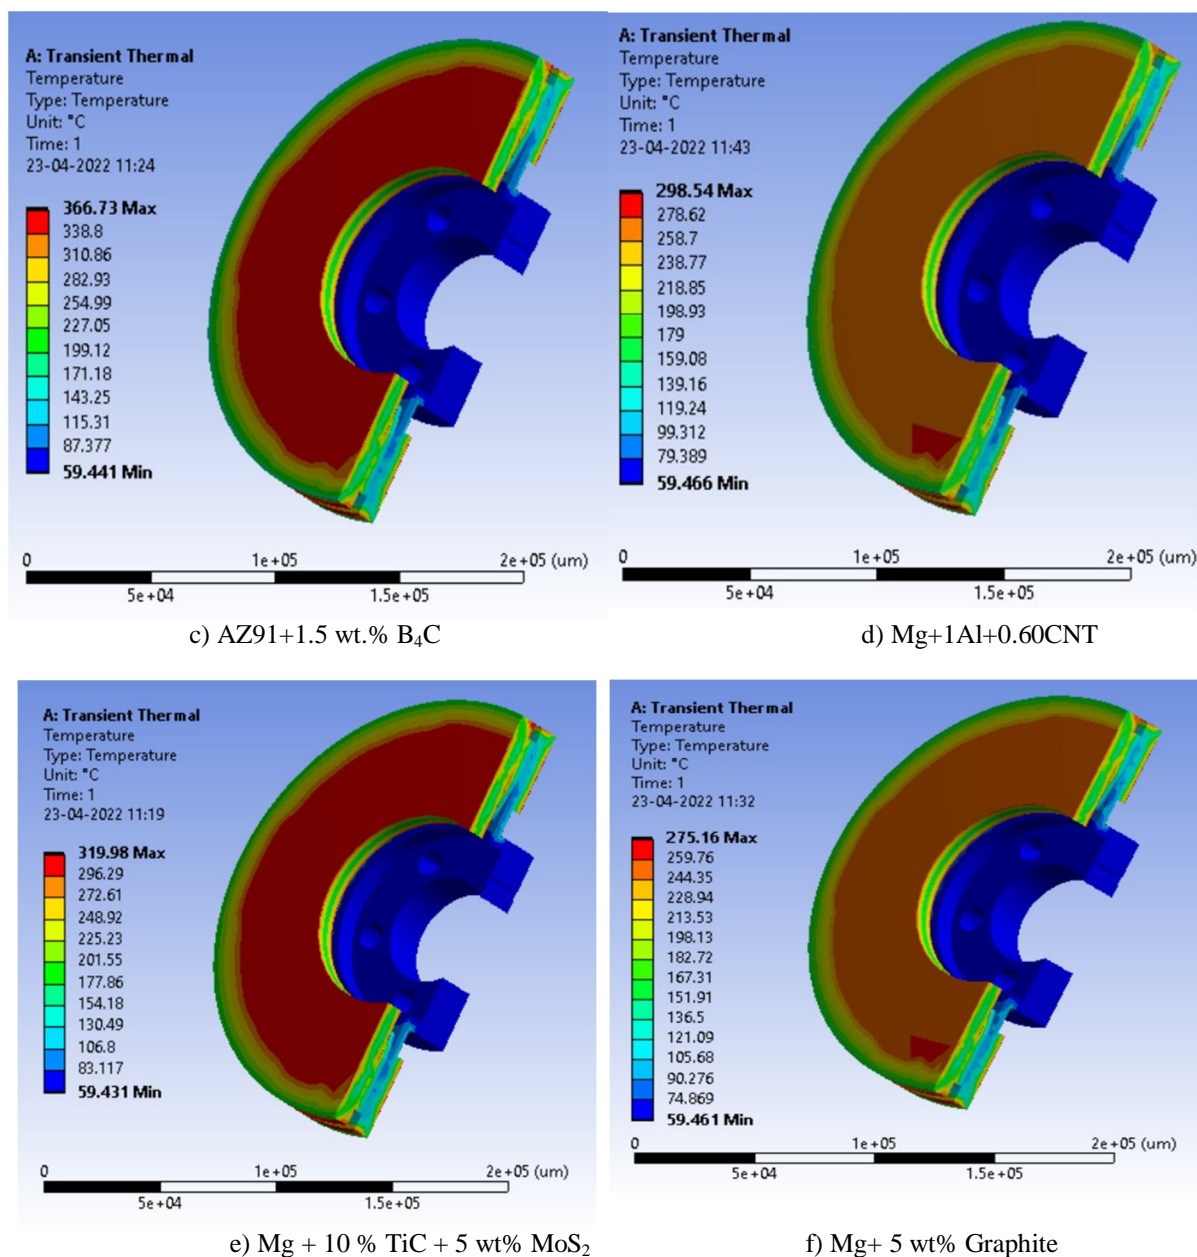 A: Transient Thermal
Temperature
Type: Temperature
Unit: °C
Time: 1
23-04-2022 11:24
366.73 Max
338.8
310.86
282.93
254.99
227.05
199.12
171.18
143.25
115.31
87.377
59.441 Min
0 1e+05 2e+05 (um)
5e+04 1.5e+05
c) AZ91+1.5 wt.% B₄C
A: Transient Thermal
Temperature
Type: Temperature
Unit: °C
Time: 1
23-04-2022 11:43
298.54 Max
278.62
258.7
238.77
218.85
198.93
179
159.08
139.16
119.24
99.312
79.389
59.466 Min
0 1e+05 2e+05 (um)
5e+04 1.5e+05
d) Mg+1Al+0.60CNT
A: Transient Thermal
Temperature
Type: Temperature
Unit: °C
Time: 1
23-04-2022 11:19
319.98 Max
296.29
272.61
248.92
225.23
201.55
177.86
154.18
130.49
106.8
83.117
59.431 Min
0 1e+05 2e+05 (um)
5e+04 1.5e+05
e) Mg + 10 % TiC + 5 wt% MoS₂
A: Transient Thermal
Temperature
Type: Temperature
Unit: °C
Time: 1
23-04-2022 11:32
275.16 Max
259.76
244.35
228.94
213.53
198.13
182.72
167.31
151.91
136.5
121.09
105.68
90.276
74.869
59.461 Min
0 1e+05 2e+05 (um)
5e+04 1.5e+05
f) Mg+ 5 wt% Graphite